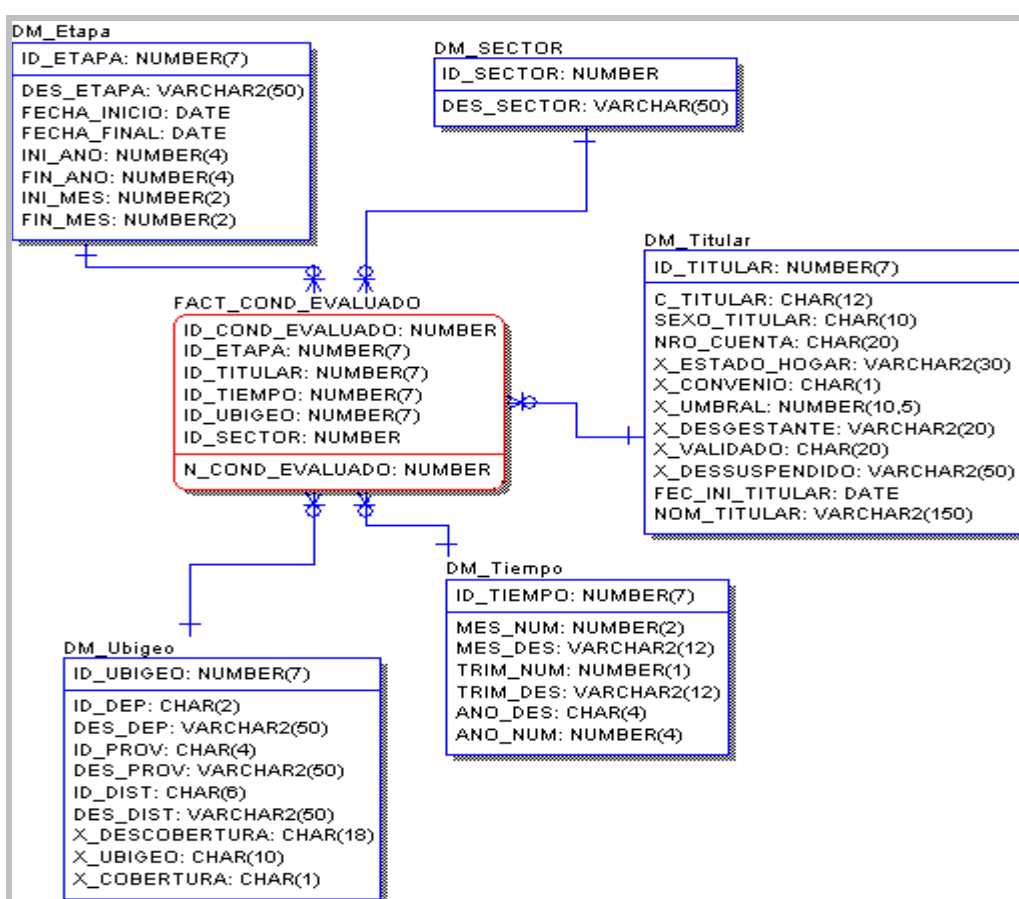 DM_Etapa
ID_ETAPA: NUMBER(7)
DES_ETAPA: VARCHAR2(50)
FECHA_INICIO: DATE
FECHA_FINAL: DATE
INI_ANO: NUMBER(4)
FIN_ANO: NUMBER(4)
INI_MES: NUMBER(2)
FIN_MES: NUMBER(2)
DM_SECTOR
ID_SECTOR: NUMBER
DES_SECTOR: VARCHAR(50)
DM_Titular
ID_TITULAR: NUMBER(7)
C_TITULAR: CHAR(12)
SEXO_TITULAR: CHAR(10)
NRO_CUENTA: CHAR(20)
X_ESTADO_HOGAR: VARCHAR2(30)
X_CONVENIO: CHAR(1)
X_UMBRAL: NUMBER(10,5)
X_DESGESTANTE: VARCHAR2(20)
X_VALIDADO: CHAR(20)
X_DESSUSPENDIDO: VARCHAR2(50)
FEC_INI_TITULAR: DATE
NOM_TITULAR: VARCHAR2(150)
FACT_COND_EVALUADO
ID_COND_EVALUADO: NUMBER
ID_ETAPA: NUMBER(7)
ID_TITULAR: NUMBER(7)
ID_TIEMPO: NUMBER(7)
ID_UBIGEO: NUMBER(7)
ID_SECTOR: NUMBER
N_COND_EVALUADO: NUMBER
DM_Tiempo
ID_TIEMPO: NUMBER(7)
MES_NUM: NUMBER(2)
MES_DES: VARCHAR2(12)
TRIM_NUM: NUMBER(1)
TRIM_DES: VARCHAR2(12)
ANO_DES: CHAR(4)
ANO_NUM: NUMBER(4)
DM_Ubigeo
ID_UBIGEO: NUMBER(7)
ID_DEP: CHAR(2)
DES_DEP: VARCHAR2(50)
ID_PROV: CHAR(4)
DES_PROV: VARCHAR2(50)
ID_DIST: CHAR(6)
DES_DIST: VARCHAR2(50)
X_DESCOBERTURA: CHAR(18)
X_UBIGEO: CHAR(10)
X_COBERTURA: CHAR(1)